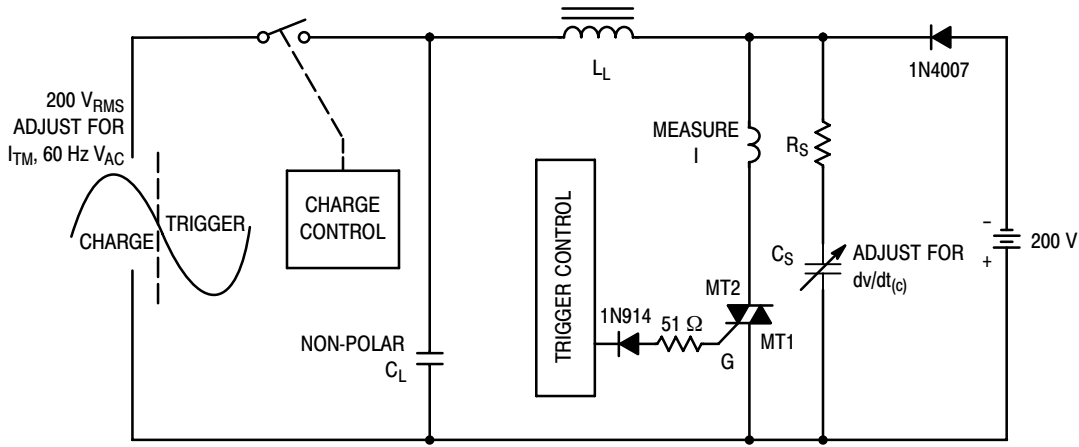 200 V_RMS
ADJUST FOR
I_TM, 60 Hz V_AC
CHARGE
TRIGGER
CHARGE
CONTROL
NON-POLAR
C_L
L_L
TRIGGER CONTROL
1N914
51 Ω
MEASURE
I
MT2
MT1
G
R_S
C_S
ADJUST FOR
dv/dt_(c)
1N4007
–
+
200 V